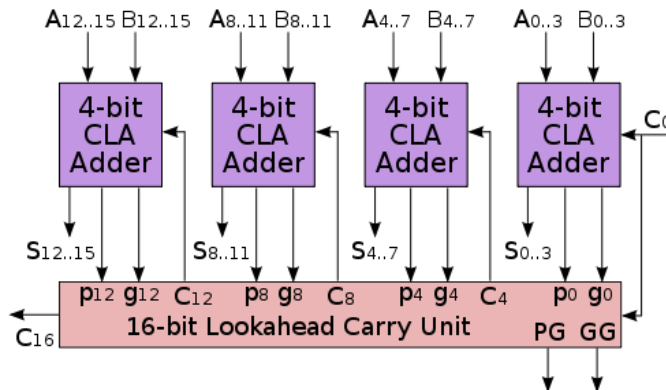 A12..15 B12..15 A8..11 B8..11 A4..7 B4..7 A0..3 B0..3
4-bit CLA Adder
4-bit CLA Adder
4-bit CLA Adder
4-bit CLA Adder
C0
S12..15 S8..11 S4..7 S0..3
p12 g12 C12 p8 g8 C8 p4 g4 C4 p0 g0
16-bit Lookahead Carry Unit PG GG
C16